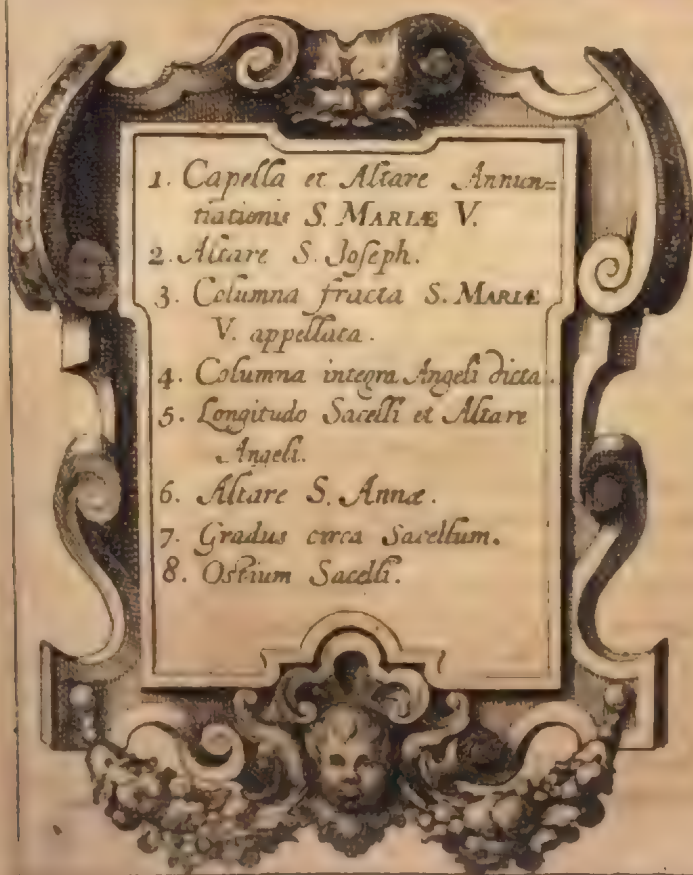 1. Capella et Altare Annun=
tiationis S. MARIÆ V.
2. Altare S. Joseph.
3. Columna fracta S. MARIÆ
V. appellata.
4. Columna integra Angeli dicta.
5. Longitudo Sacelli et Altare
Angeli.
6. Altare S. Annæ.
7. Gradus circa Sacellum.
8. Ostium Sacelli.